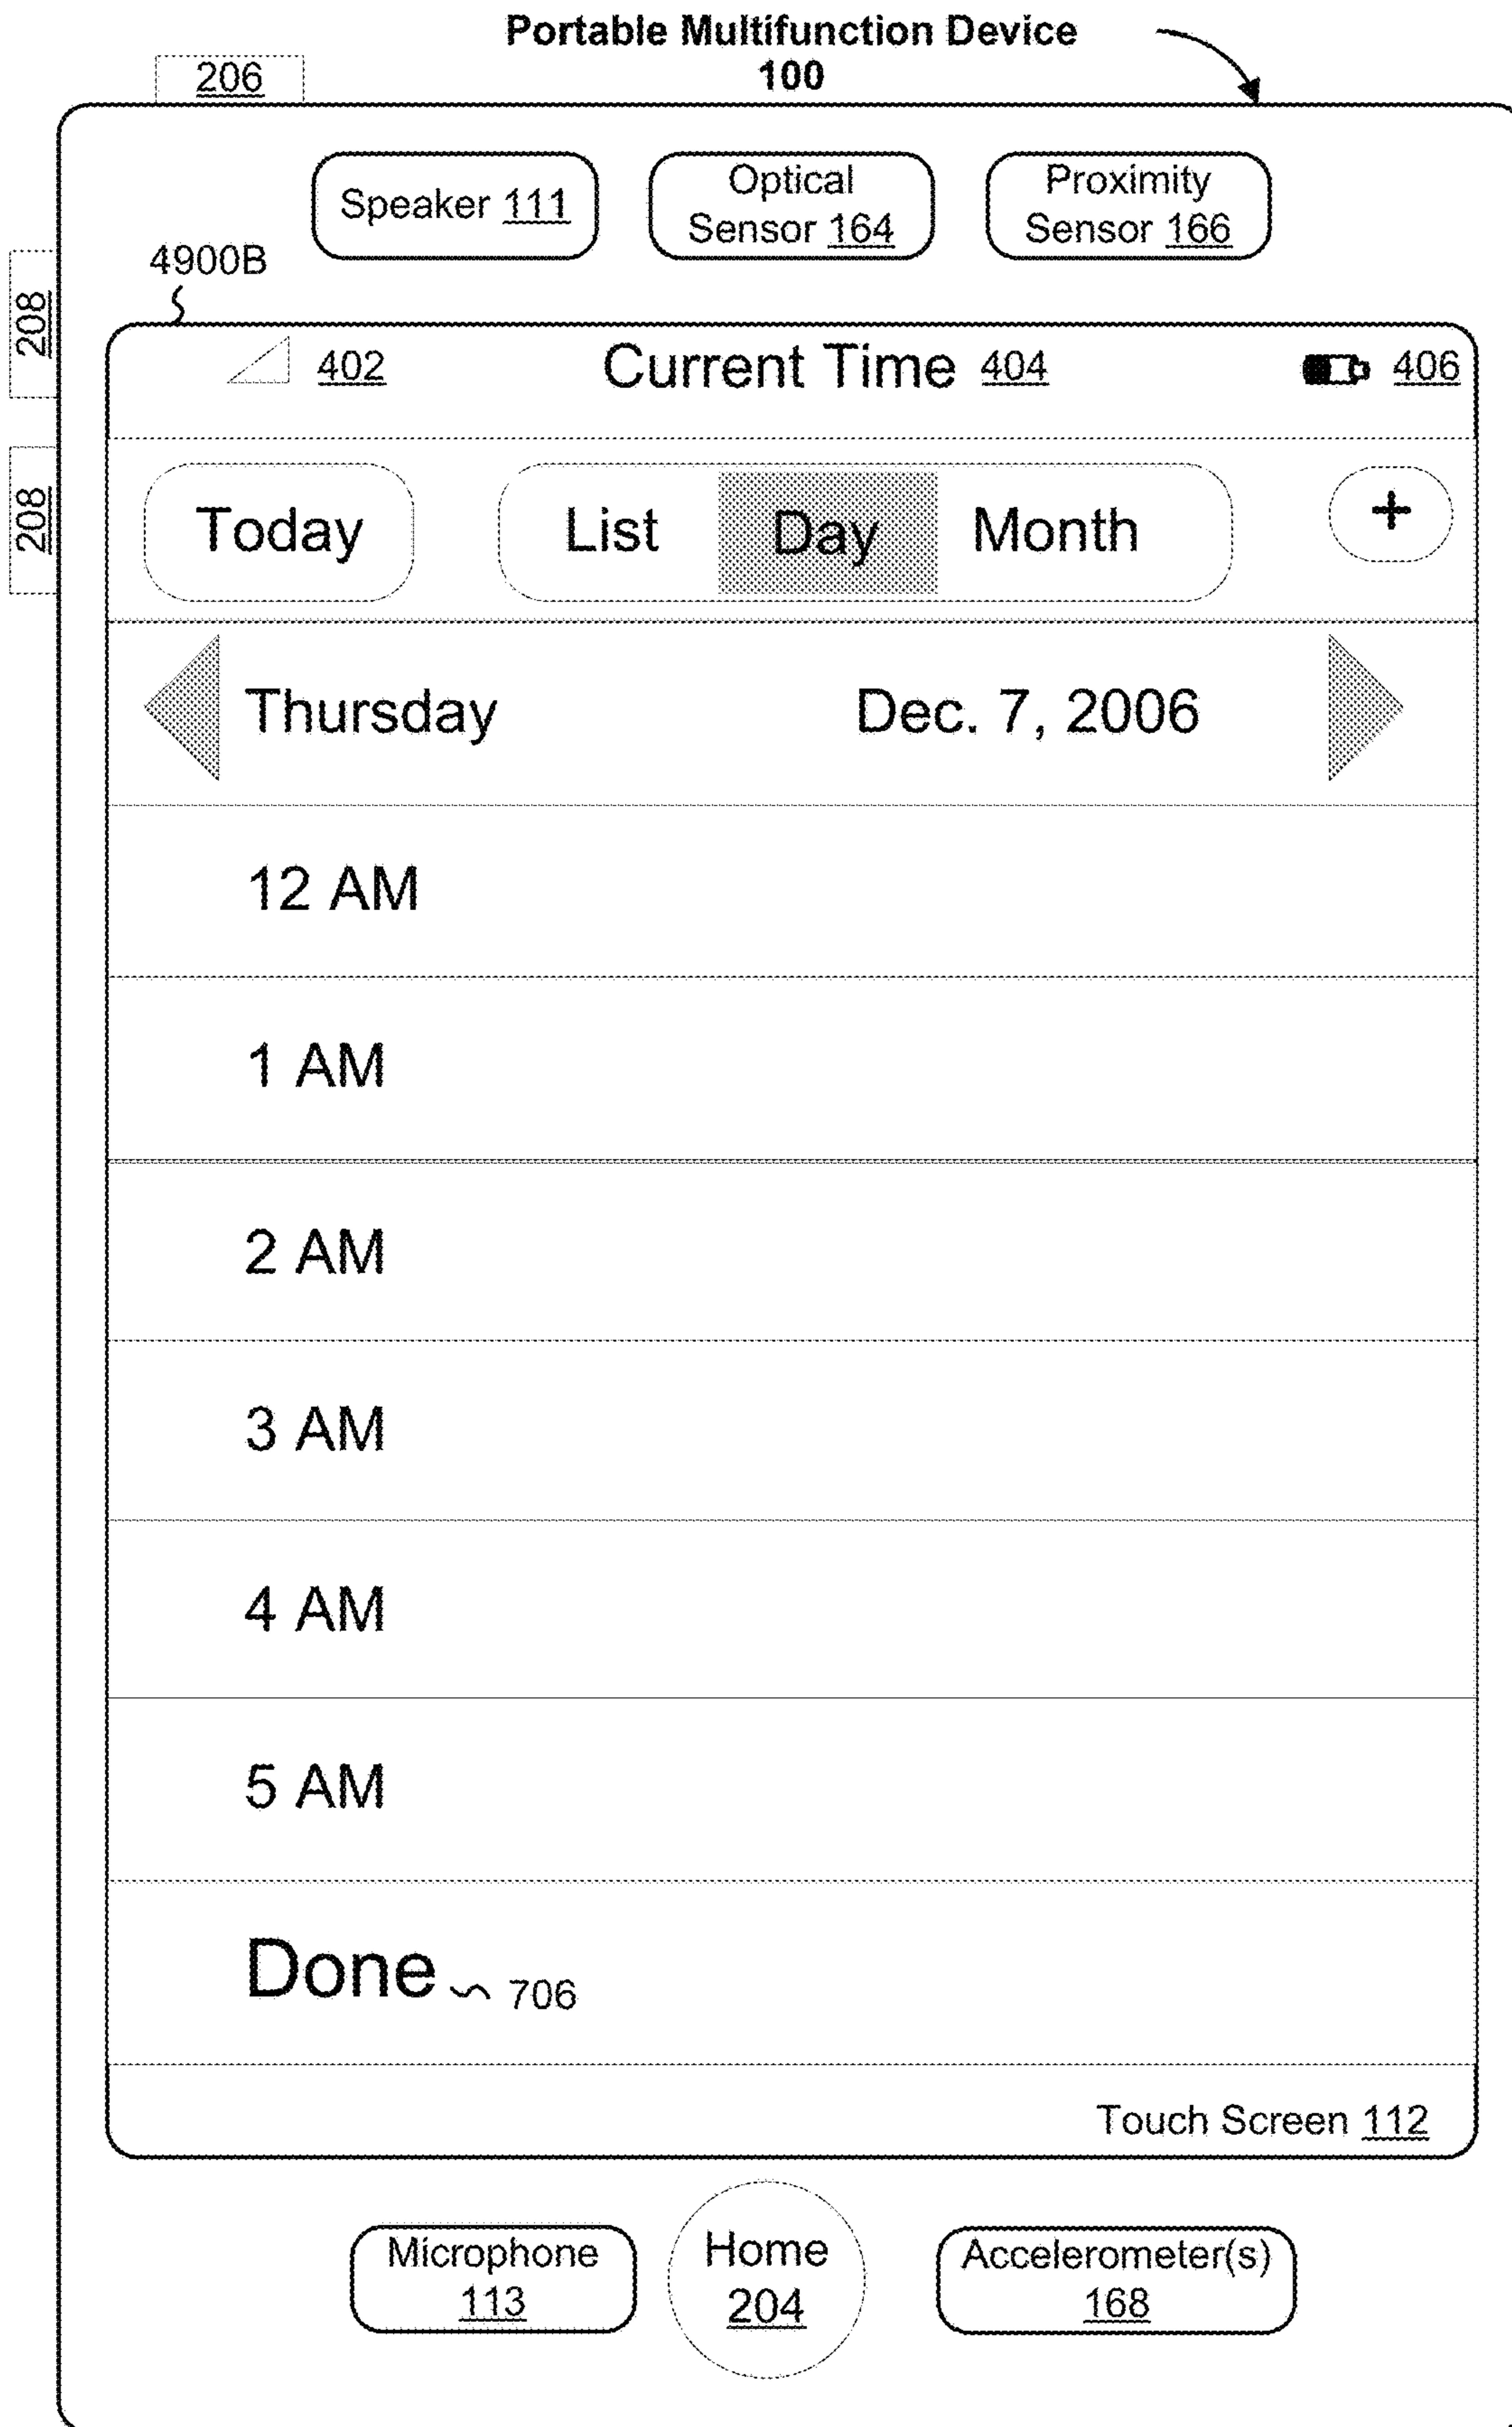 Portable Multifunction Device
100
206
Speaker 111
Optical
Sensor 164
Proximity
Sensor 166
4900B
208
208
402
Current Time 404
406
Today
List
Day
Month
+
Thursday
Dec. 7, 2006
12 AM
1 AM
2 AM
3 AM
4 AM
5 AM
Done
706
Touch Screen 112
Microphone
113
Home
204
Accelerometer(s)
168